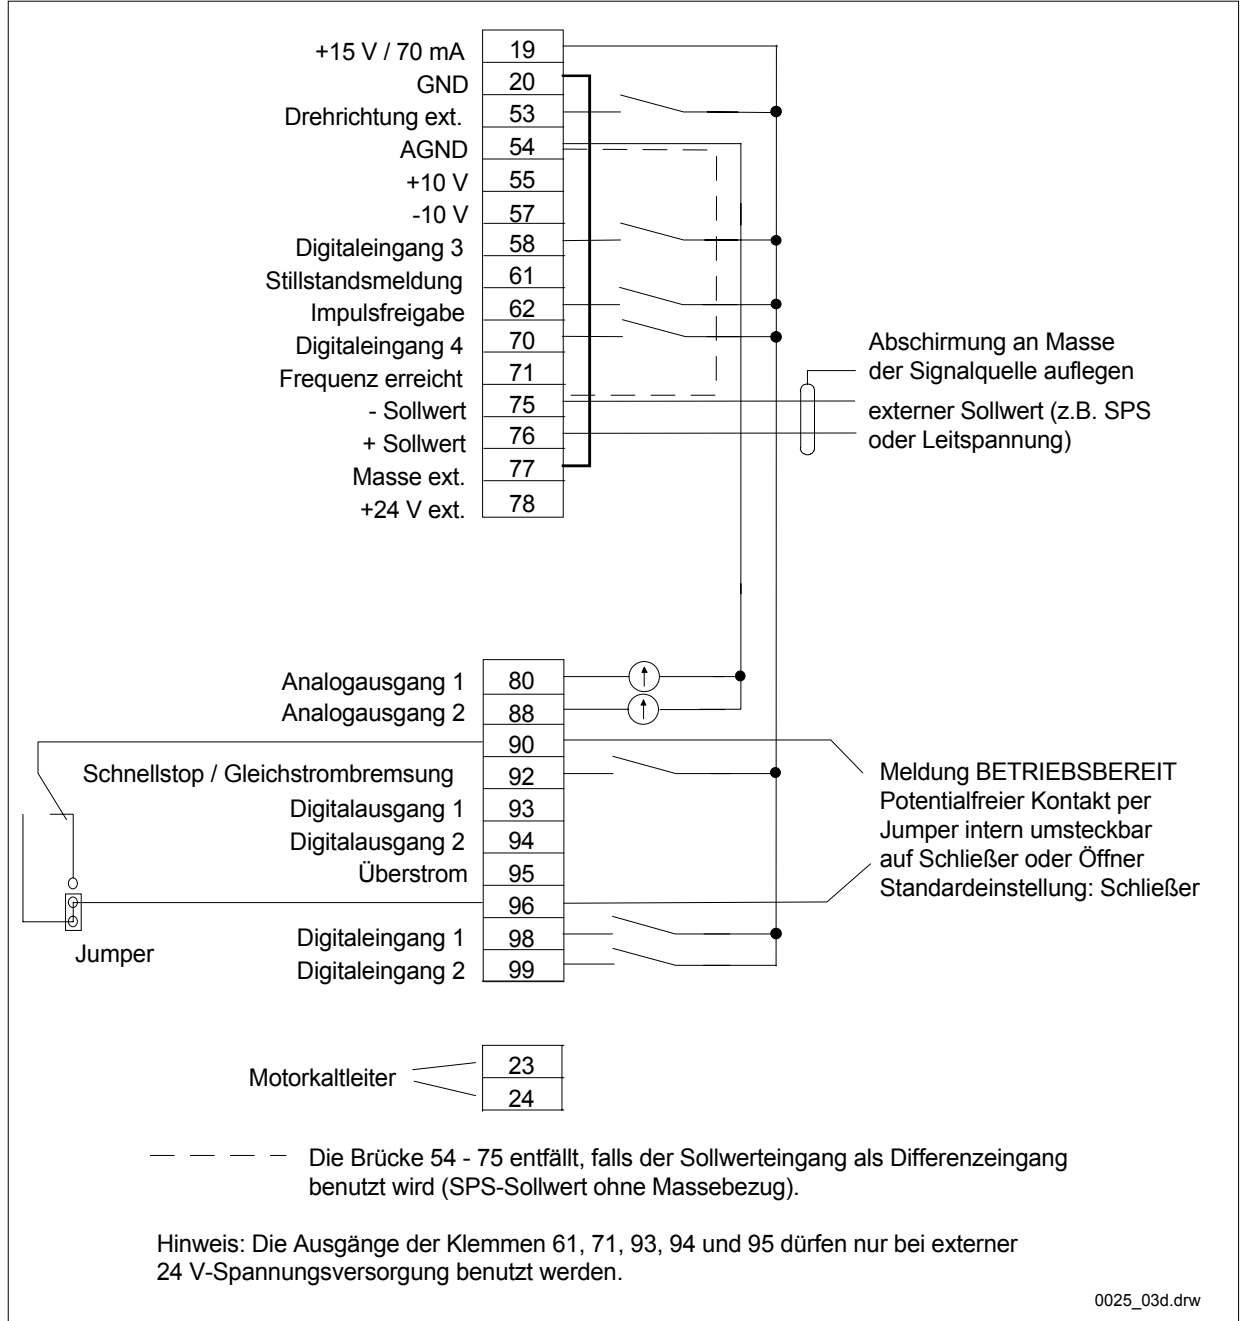 +15 V / 70 mA 19
GND 20
Drehrichtung ext. 53
AGND 54
+10 V 55
-10 V 57
Digitaleingang 3 58
Stillstandsmeldung 61
Impulsfreigabe 62
Digitaleingang 4 70
Frequenz erreicht 71
- Sollwert 75
+ Sollwert 76
Masse ext. 77
+24 V ext. 78
Abschirmung an Masse
der Signalquelle auflegen
externer Sollwert (z.B. SPS
oder Leitspannung)
Analogausgang 1 80
Analogausgang 2 88
90
Schnellstop / Gleichstrombremsung 92
Digitalausgang 1 93
Digitalausgang 2 94
Überstrom 95
96
Digitaleingang 1 98
Digitaleingang 2 99
Jumper
Meldung BETRIEBSBEREIT
Potentialfreier Kontakt per
Jumper intern umsteckbar
auf Schließer oder Öffner
Standardeinstellung: Schließer
Motorkaltleiter
23
24
Die Brücke 54 - 75 entfällt, falls der Sollwerteingang als Differenzeingang
benutzt wird (SPS-Sollwert ohne Massebezug).
Hinweis: Die Ausgänge der Klemmen 61, 71, 93, 94 und 95 dürfen nur bei externer
24 V-Spannungsversorgung benutzt werden.
0025_03d.drw